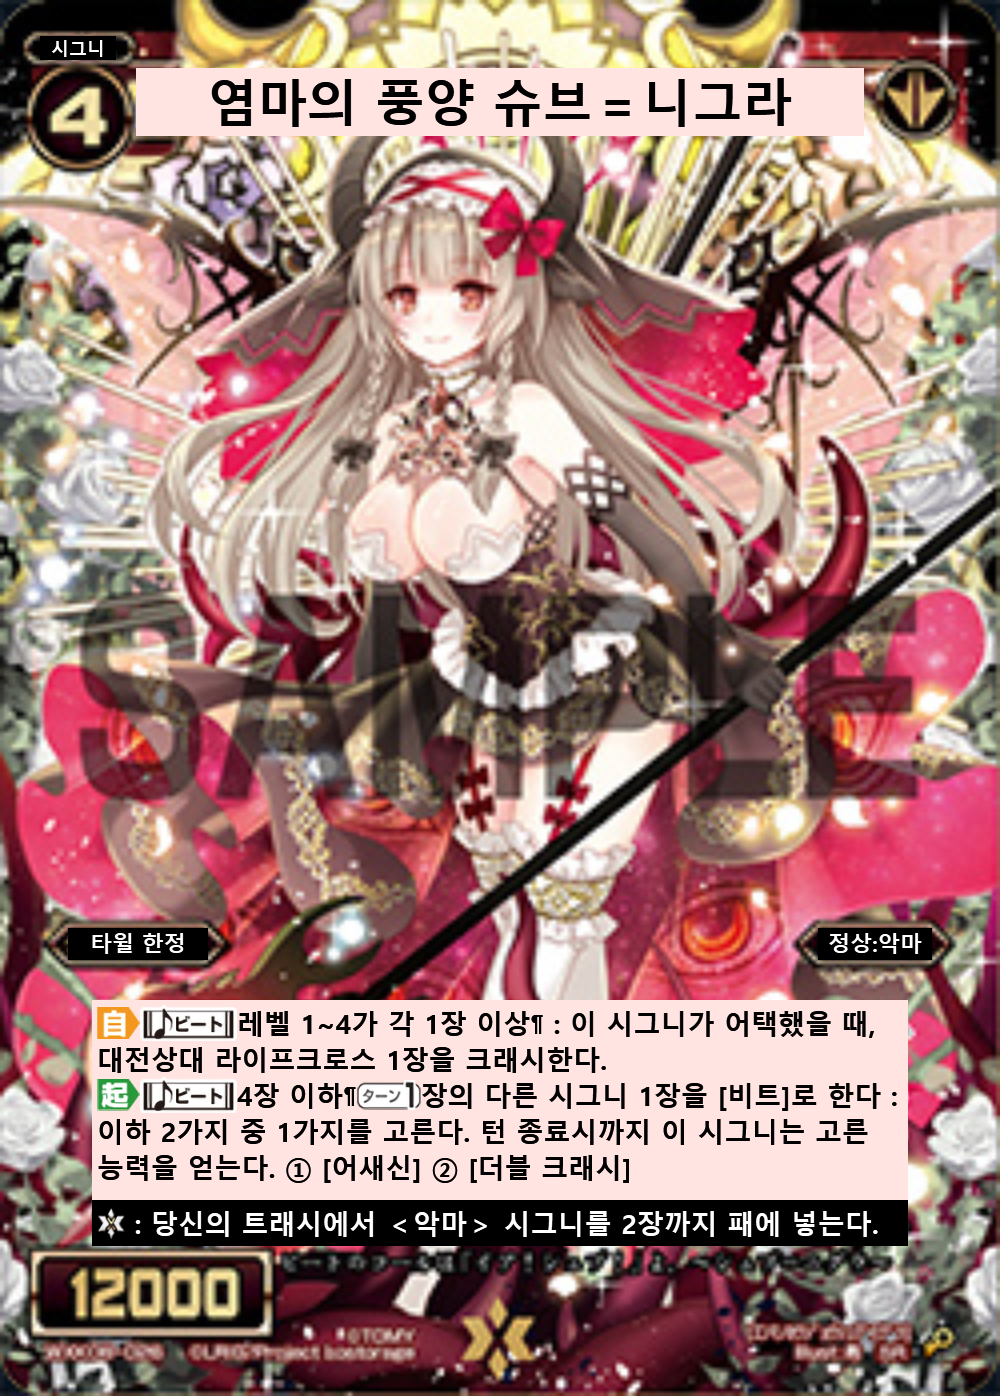 시그니
4
염마의 풍양 슈브=니그라
SAMPLE
타윌 한정
정상:악마
自 ♪ビート 레벨 1~4가 각 1장 이상¶ : 이 시그니가 어택했을 때,
대전상대 라이프크로스 1장을 크래시한다.
起 ♪ビート 4장 이하¶ ターン1 장의 다른 시그니 1장을 [비트]로 한다 :
이하 2가지 중 1가지를 고른다. 턴 종료시까지 이 시그니는 고른
능력을 얻는다. ① [어새신] ② [더블 크래시]
: 당신의 트래시에서 <악마> 시그니를 2장까지 패에 넣는다.
12000
©TOMY
SR